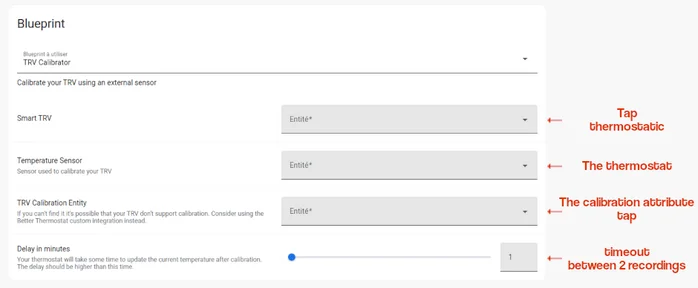 Blueprint
Blueprint à utiliser
TRV Calibrator
Calibrate your TRV using an external sensor
Smart TRV
Entité*
Tap
thermostatic
Temperature Sensor
Sensor used to calibrate your TRV
Entité*
The thermostat
TRV Calibration Entity
If you can't find it it's possible that your TRV don't support calibration. Consider using the
Better Thermostat custom integration instead.
Entité*
The calibration attribute
tap
Delay in minutes
Your thermostat will take some time to update the current temperature after calibration.
The delay should be higher than this time.
1
timeout
between 2 recordings